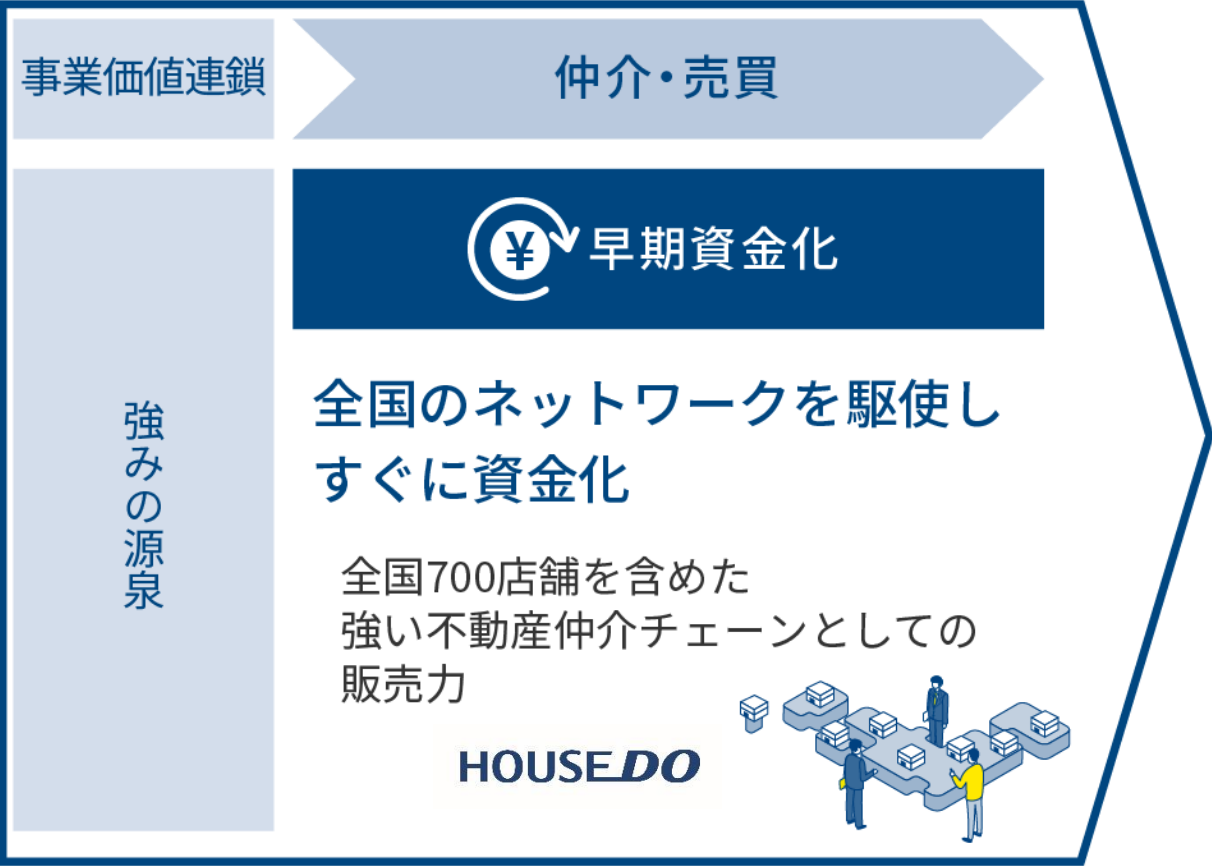 事業価値連鎖
仲介・売買
¥ 早期資金化
強みの源泉
全国のネットワークを駆使し
すぐに資金化
全国700店舗を含めた
強い不動産仲介チェーンとしての
販売力
HOUSEDO